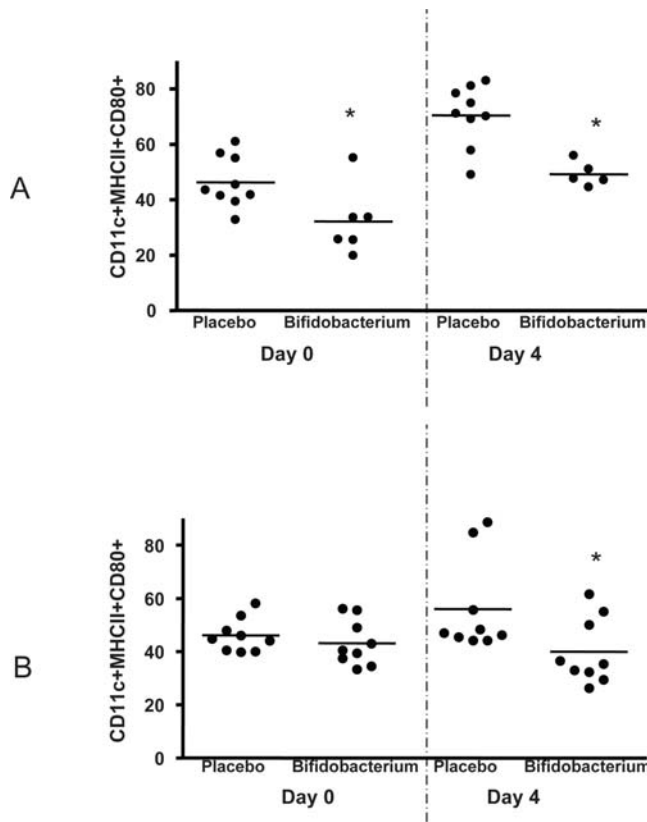 A
CD11c+MHCII+CD80+
80
60
40
20
0
*
*
Placebo Bifidobacterium Placebo Bifidobacterium
Day 0 Day 4
B
CD11c+MHCII+CD80+
80
60
40
20
0
*
Placebo Bifidobacterium Placebo Bifidobacterium
Day 0 Day 4